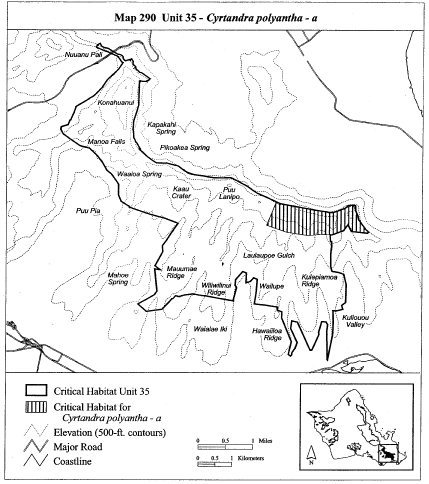 Map 290 Unit 35 - Cyrtandra polyantha - a
Nuuanu Pali
Konahuanui
Kapakahi
Spring
Manoa Falls
Pikoakea Spring
Waaloa Spring
Kaau
Crater
Puu
Lanipo
Puu Pia
Laulaupoe Gulch
Mahoe
Spring
Mauumae
Ridge
Wiliwilinui
Ridge
Wailupe
Kulepiamoa
Ridge
Kuliouou
Valley
Waialae Iki
Hawaiiloa
Ridge
Critical Habitat Unit 35
Critical Habitat for
Cyrtandra polyantha - a
Elevation (500-ft. contours)
Major Road
Coastline
0 0.5 1 Miles
0 0.5 1 Kilometers
N